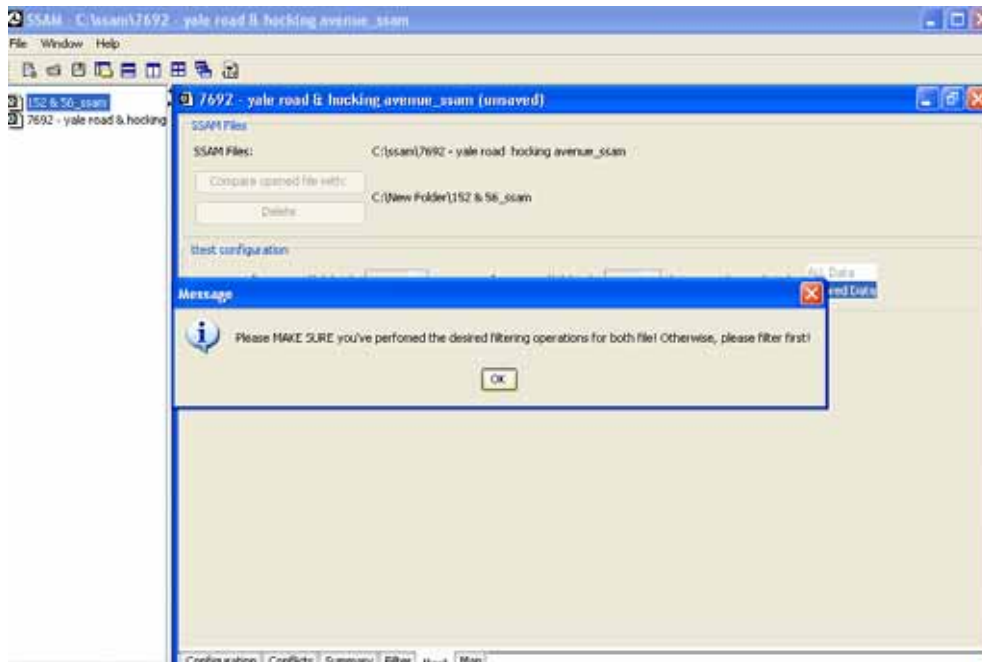 SSAM - C:\ssam\7692 - yale road & hocking avenue_ssam
File Window Help
152 & 56_ssam
7692 - yale road & hocking
7692 - yale road & hocking avenue_ssam (unsaved)
SSAM Files
SSAM Files:
C:\ssam\7692 - yale road hocking avenue_ssam
Compare opened file with:
C:\New Folder\152 & 56_ssam
Delete
ttest configuration
ALL Data
Message
Please MAKE SURE you've perfomed the desired filtering operations for both file! Otherwise, please filter first!
OK
Configuration Conflicts Summary Filter ttest Map